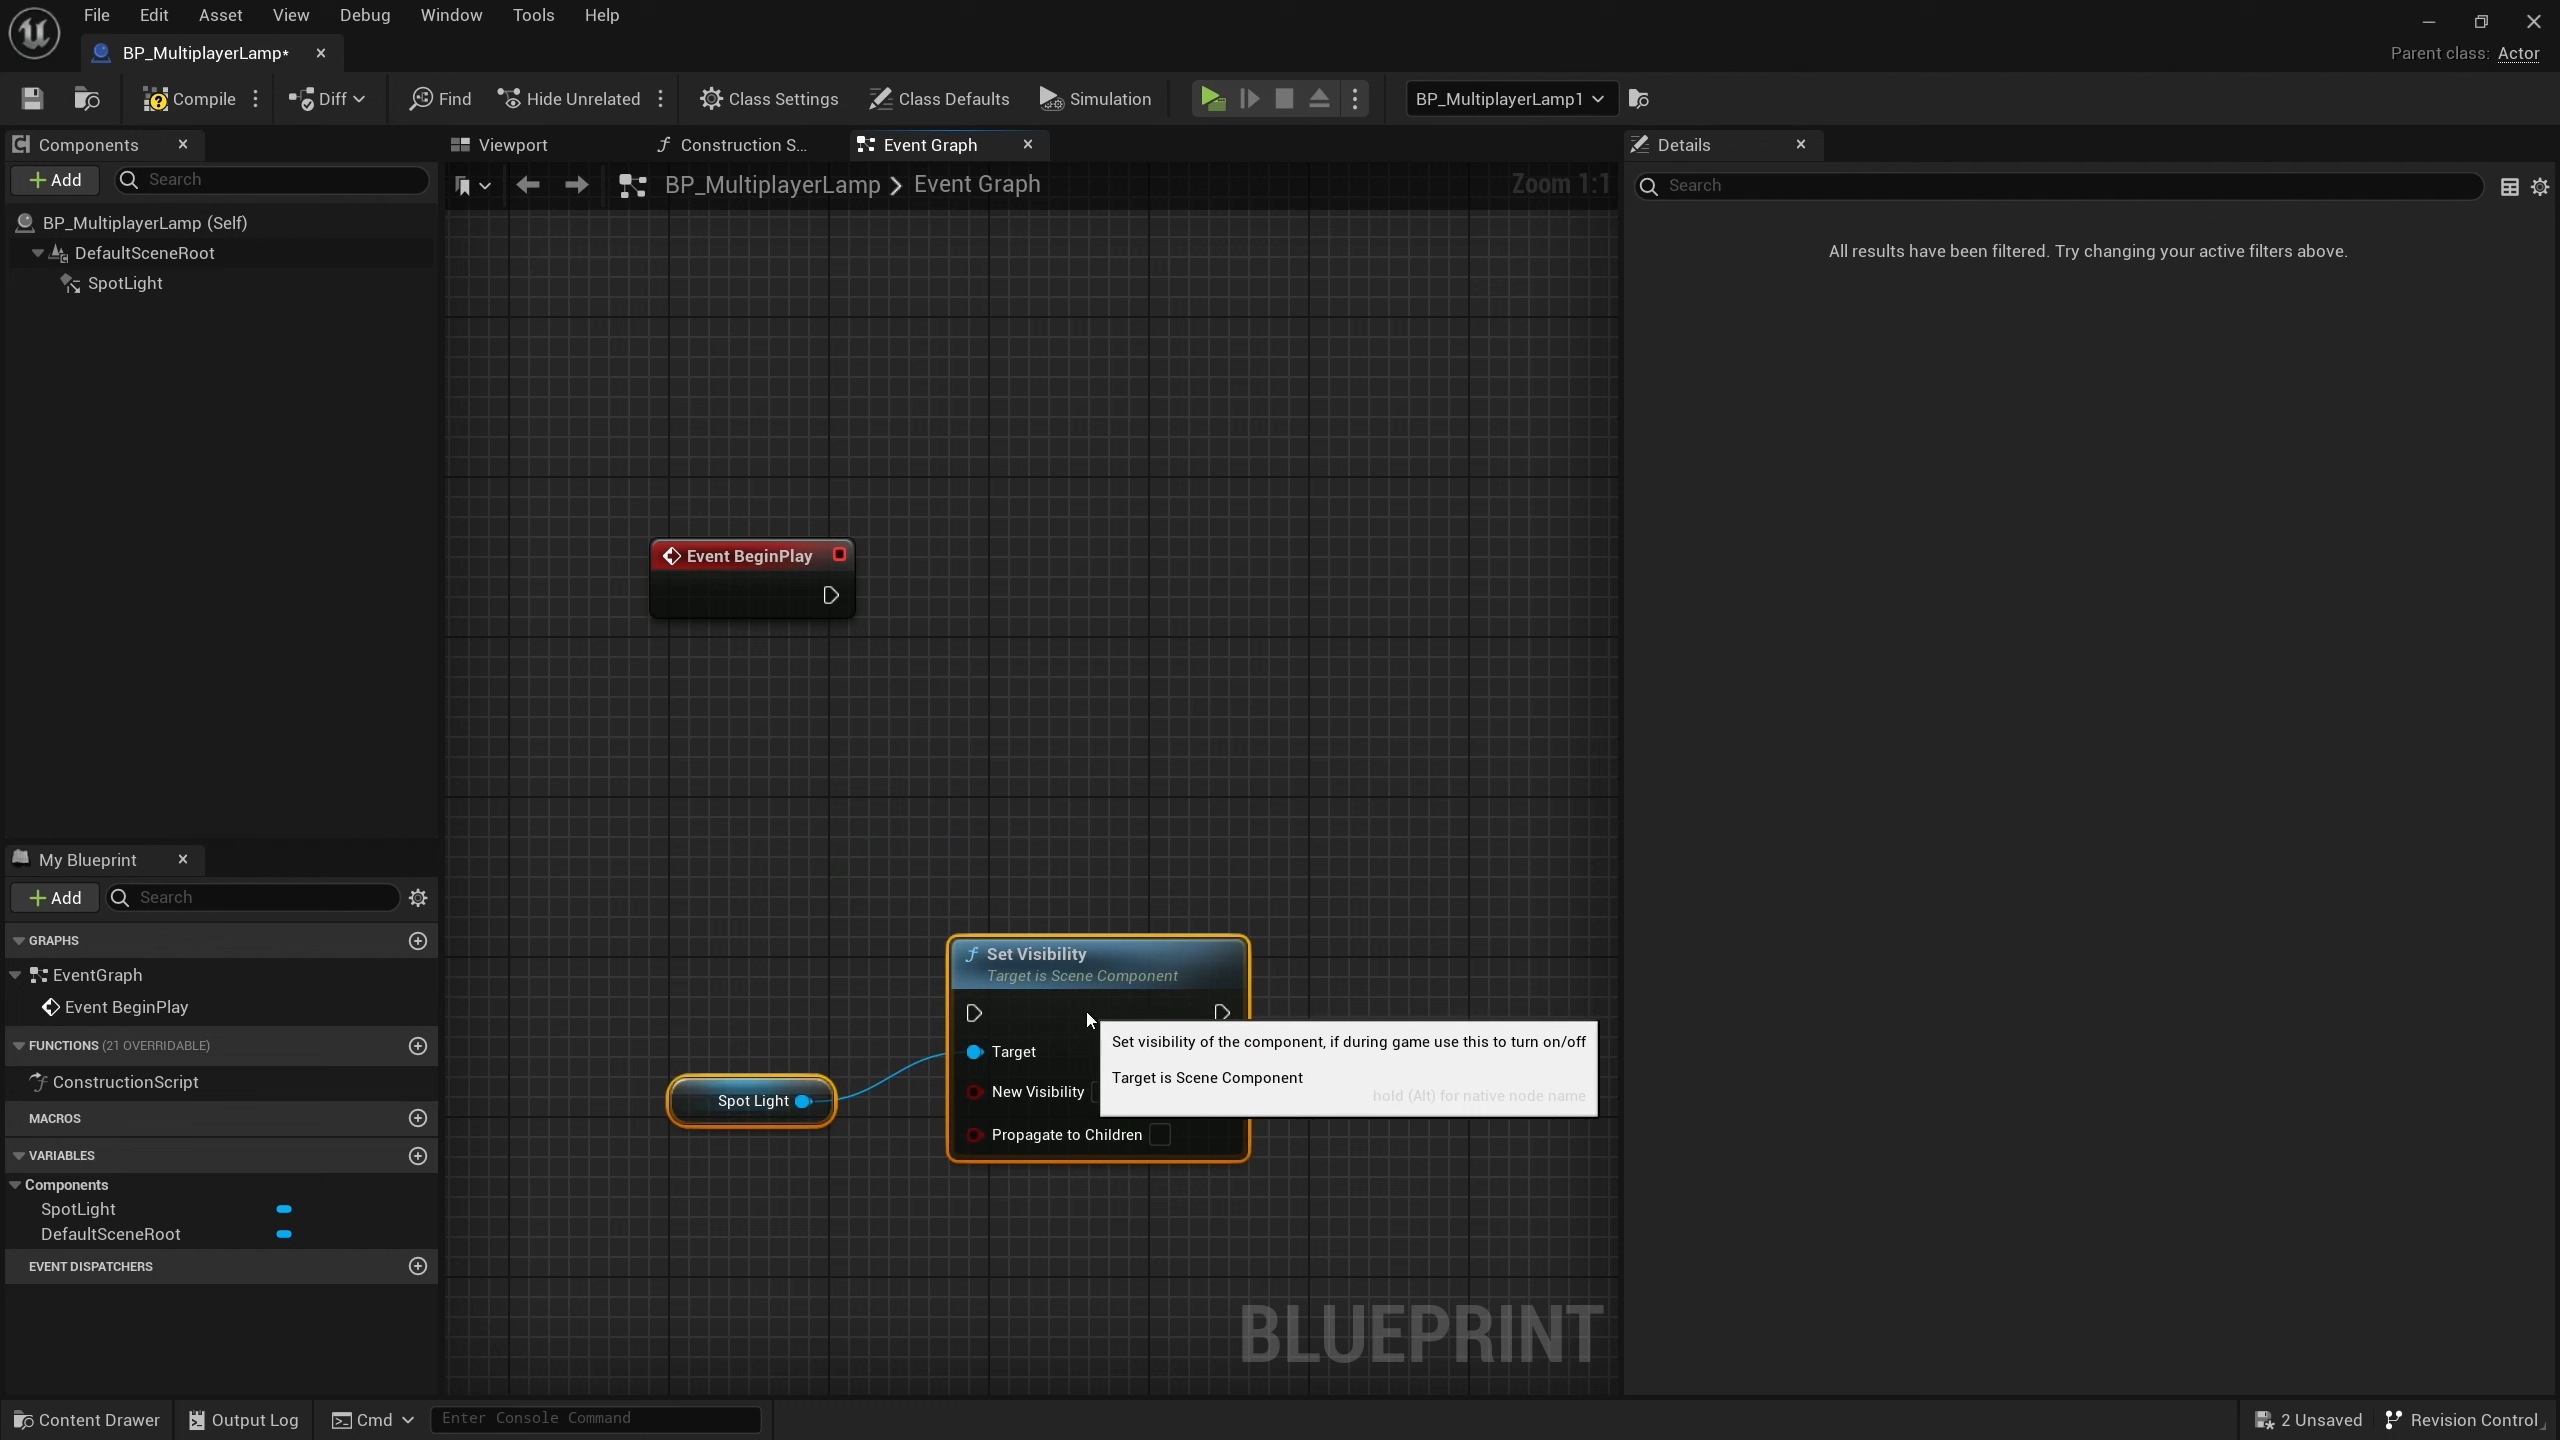 File Edit Asset View Debug Window Tools Help
BP_MultiplayerLamp*
Parent class: Actor
Compile Diff Find Hide Unrelated Class Settings Class Defaults Simulation BP_MultiplayerLamp1
Components
Viewport
Construction S...
Event Graph
Details
Add
Search
BP_MultiplayerLamp
Event Graph
Zoom 1:1
Search
BP_MultiplayerLamp (Self)
DefaultSceneRoot
SpotLight
All results have been filtered. Try changing your active filters above.
Event BeginPlay
My Blueprint
Add
Search
GRAPHS
EventGraph
Event BeginPlay
FUNCTIONS (21 OVERRIDABLE)
ConstructionScript
MACROS
VARIABLES
Components
SpotLight
DefaultSceneRoot
EVENT DISPATCHERS
Set Visibility
Target is Scene Component
Target
New Visibility
Propagate to Children
Spot Light
Set visibility of the component, if during game use this to turn on/off
Target is Scene Component
hold (Alt) for native node name
BLUEPRINT
Content Drawer
Output Log
Cmd
Enter Console Command
2 Unsaved
Revision Control